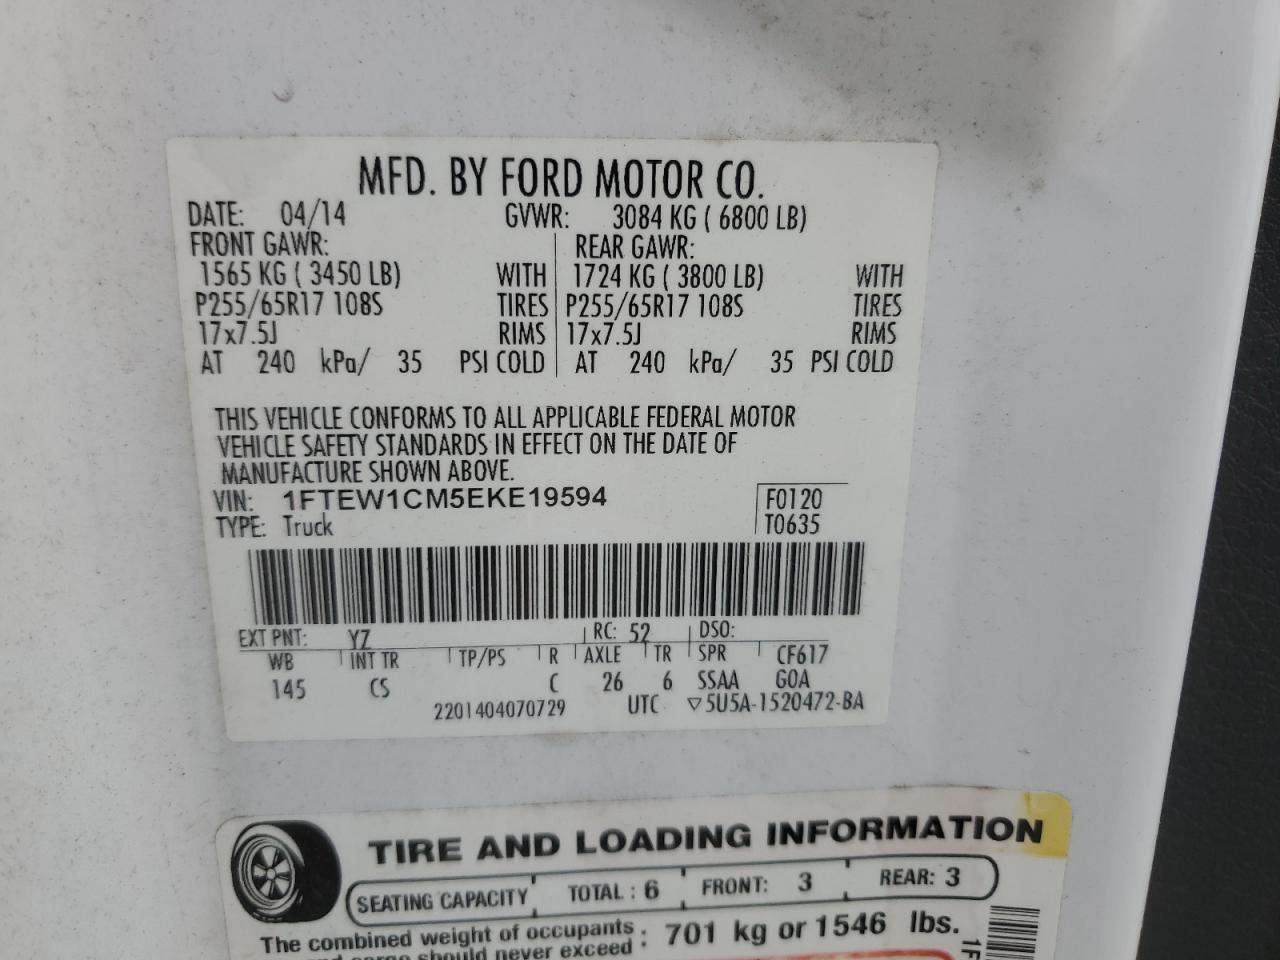 MFD. BY FORD MOTOR CO.
DATE: 04/14 GVWR: 3084 KG ( 6800 LB)
FRONT GAWR: REAR GAWR:
1565 KG ( 3450 LB) WITH 1724 KG ( 3800 LB) WITH
P255/65R17 108S TIRES P255/65R17 108S TIRES
17x7.5J RIMS 17x7.5J RIMS
AT 240 kPa/ 35 PSI COLD AT 240 kPa/ 35 PSI COLD
THIS VEHICLE CONFORMS TO ALL APPLICABLE FEDERAL MOTOR
VEHICLE SAFETY STANDARDS IN EFFECT ON THE DATE OF
MANUFACTURE SHOWN ABOVE.
VIN: 1FTEW1CM5EKE19594 F0120
TYPE: Truck T0635
EXT PNT: YZ RC: 52 DSO:
WB INT TR TP/PS R AXLE TR SPR CF617
145 CS C 26 6 SSAA GOA
2201404070729 UTC ▽5U5A-1520472-BA
TIRE AND LOADING INFORMATION
SEATING CAPACITY TOTAL : 6 FRONT: 3 REAR: 3
The combined weight of occupants : 701 kg or 1546 lbs.
should never exceed :
1F